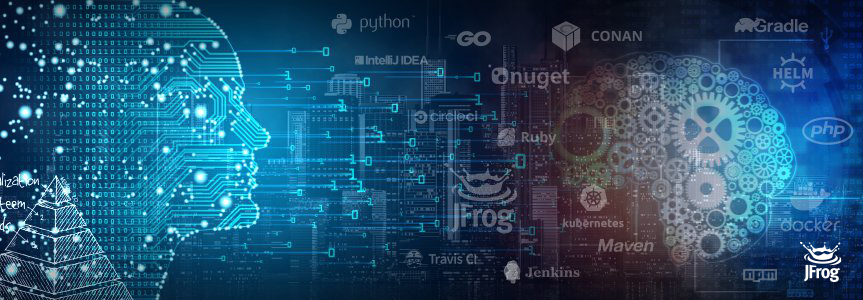 python
GO
CONAN
Gradle
IntelliJ IDEA
nuget
HELM
circleci
Ruby
php
JFrog
kubernetes
docker
Maven
Travis CI
Jenkins
npm
JFrog